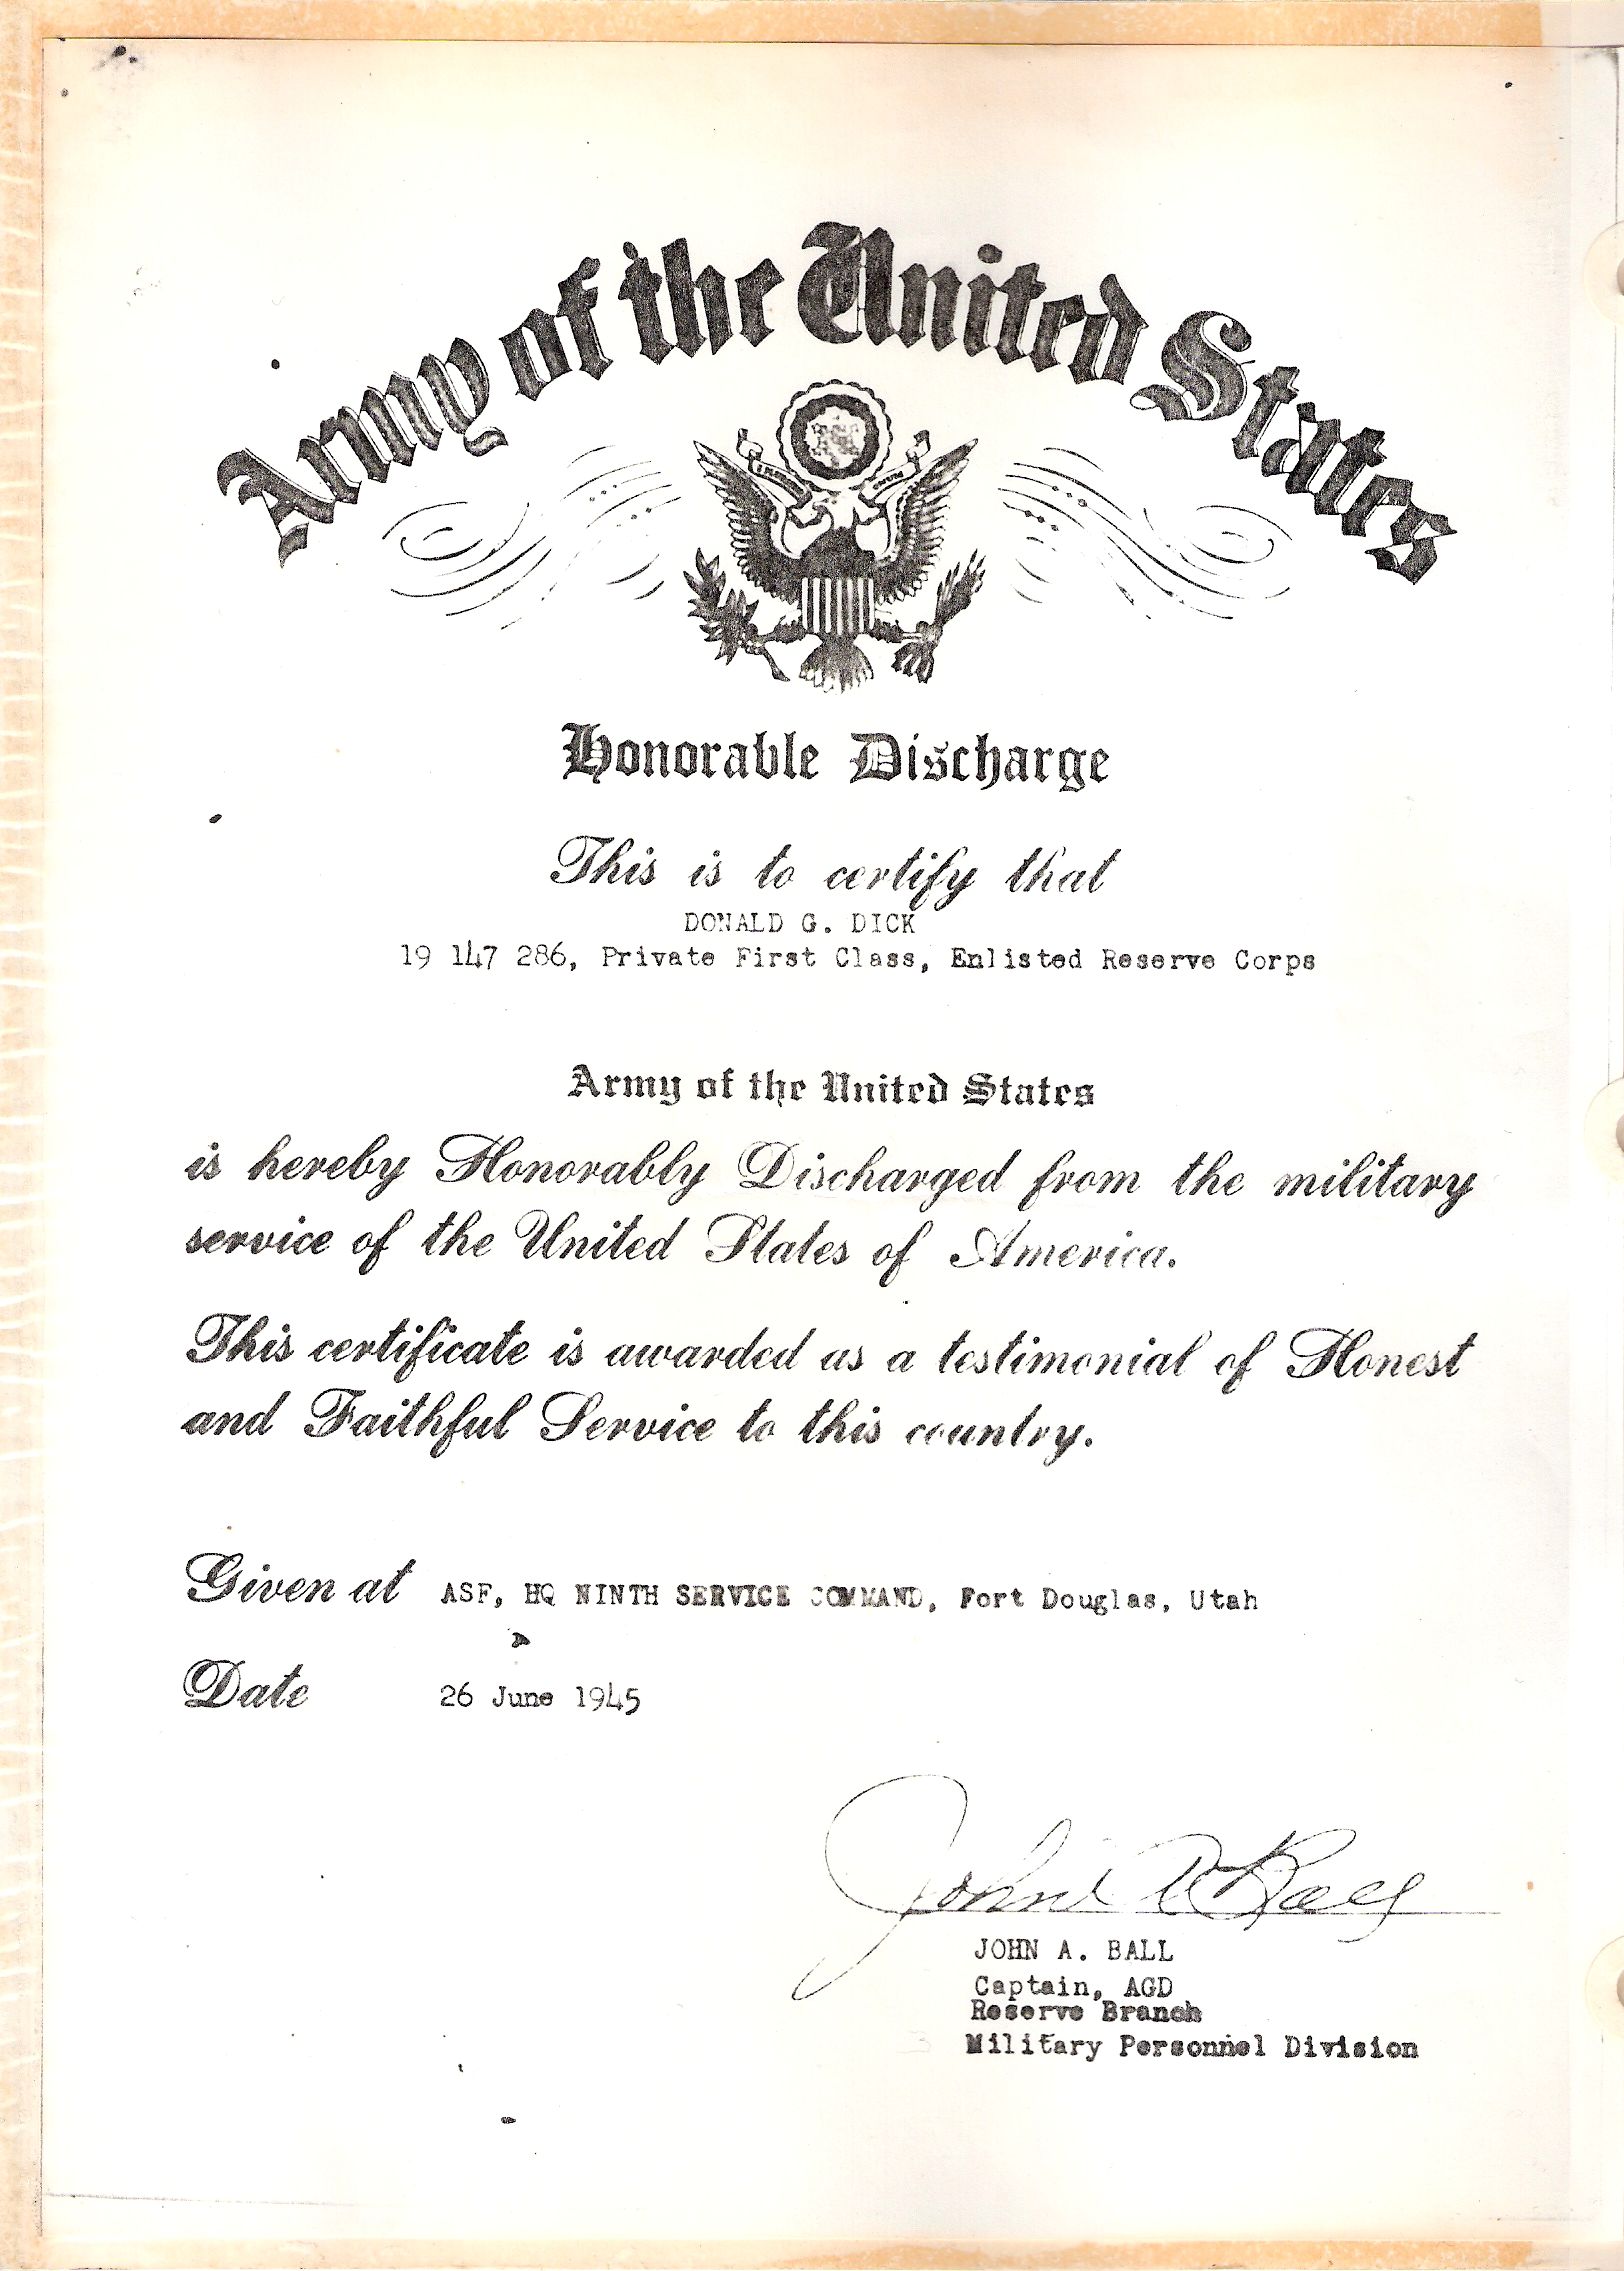 Army of the United States
Honorable Discharge
This is to certify that
DONALD G. DICK
19 147 286, Private First Class, Enlisted Reserve Corps
Army of the United States
is hereby Honorably Discharged from the military
service of the United States of America.
This certificate is awarded as a testimonial of Honest
and Faithful Service to this country.
Given at ASF, HQ NINTH SERVICE COMMAND, Fort Douglas, Utah
Date 26 June 1945
John A Ball
JOHN A. BALL
Captain, AGD
Reserve Branch
Military Personnel Division